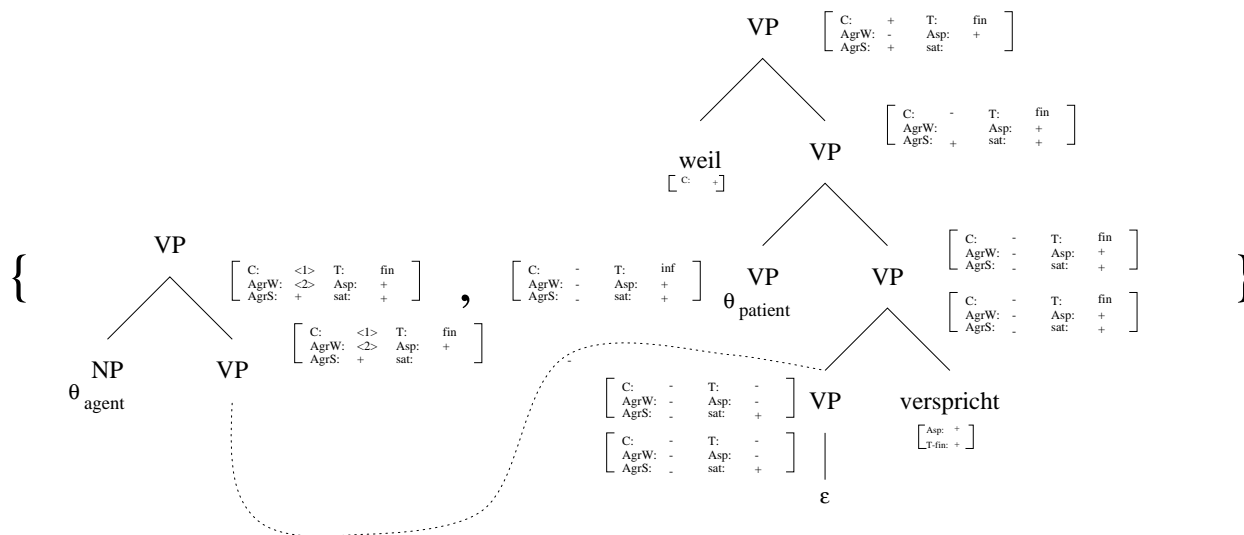 VP
C: + T: fin
AgrW: - Asp: +
AgrS: + sat:
C: - T: fin
AgrW: Asp: +
AgrS: + sat: +
weil
C: +
VP
VP
C: <1> T: fin
AgrW: <2> Asp: +
AgrS: + sat: +
{
,
C: - T: inf
AgrW: - Asp: +
AgrS: - sat: +
VP
θ patient
VP
C: - T: fin
AgrW: - Asp: +
AgrS: - sat: +
C: - T: fin
AgrW: - Asp: +
AgrS: - sat: +
}
NP
θ agent
VP
C: <1> T: fin
AgrW: <2> Asp: +
AgrS: + sat:
-
C: - T: -
AgrW: - Asp: -
AgrS: - sat: +
VP
verspricht
Asp: +
T-fin: +
C: - T: -
AgrW: - Asp: -
AgrS: - sat: +
ε